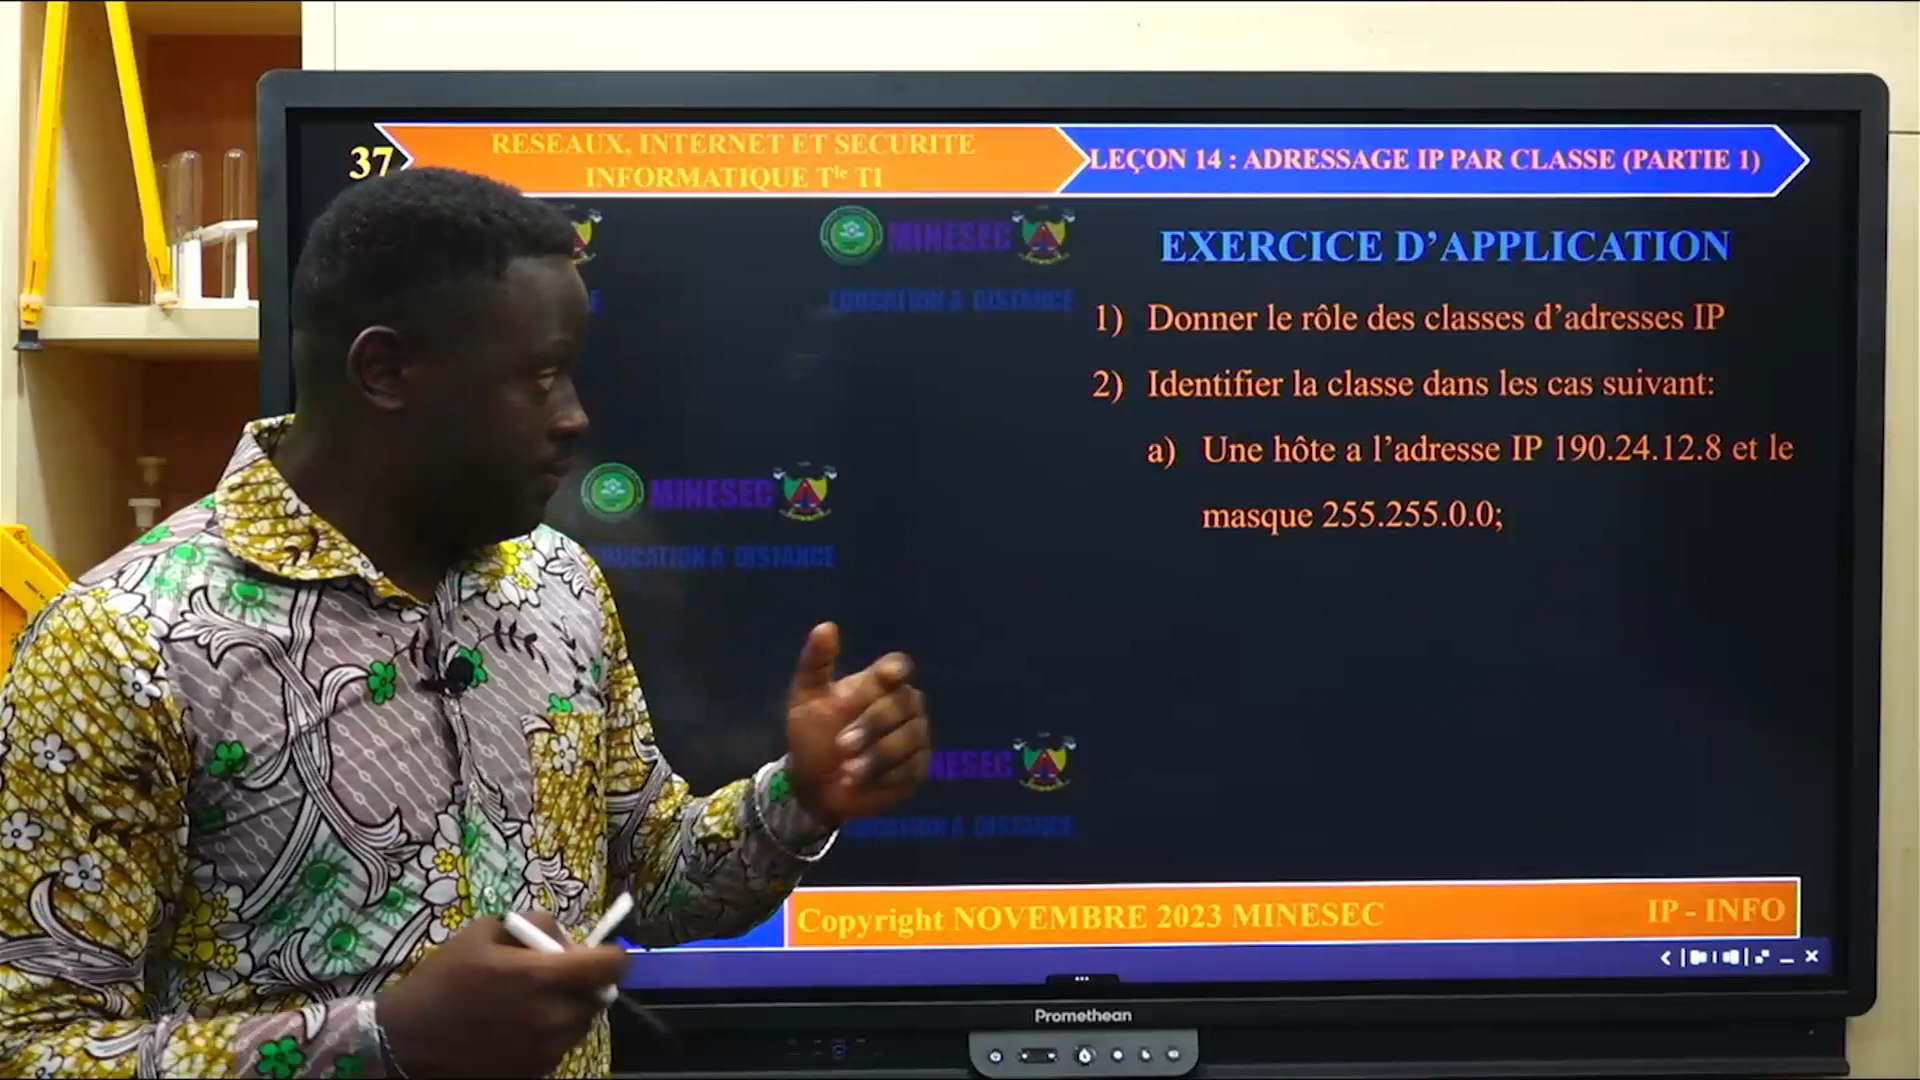 37
RESEAUX, INTERNET ET SECURITE
INFORMATIQUE Tle TI
LEÇON 14 : ADRESSAGE IP PAR CLASSE (PARTIE 1)
MINESEC
EDUCATION A DISTANCE
EXERCICE D’APPLICATION
1) Donner le rôle des classes d’adresses IP
2) Identifier la classe dans les cas suivant:
a) Une hôte a l’adresse IP 190.24.12.8 et le
masque 255.255.0.0;
MINESEC
EDUCATION A DISTANCE
MINESEC
EDUCATION A DISTANCE
Copyright NOVEMBRE 2023 MINESEC
IP - INFO
Promethean